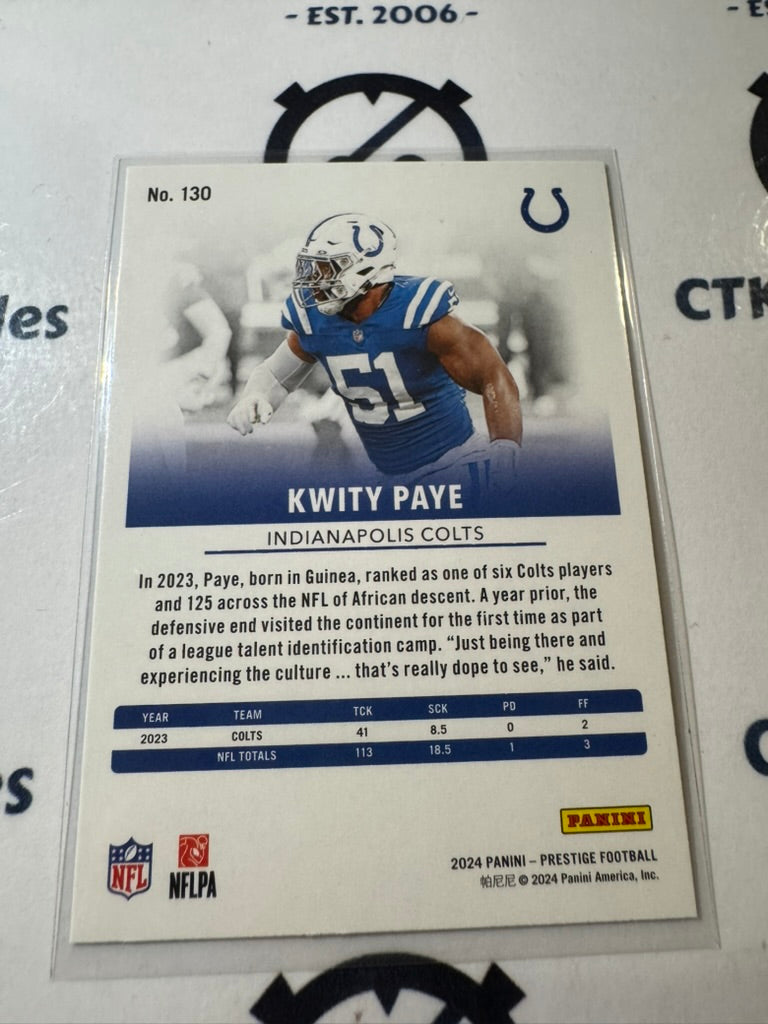 - EST. 2006 -
No. 130
des
CTK
51
51
KWITY PAYE
INDIANAPOLIS COLTS
In 2023, Paye, born in Guinea, ranked as one of six Colts players
and 125 across the NFL of African descent. A year prior, the
defensive end visited the continent for the first time as part
of a league talent identification camp. “Just being there and
experiencing the culture ... that’s really dope to see,” he said.
YEAR TEAM TCK SCK PD FF
2023 COLTS 41 8.5 0 2
NFL TOTALS 113 18.5 1 3
PANINI
NFL NFLPA
2024 PANINI – PRESTIGE FOOTBALL
帕尼尼 © 2024 Panini America, Inc.